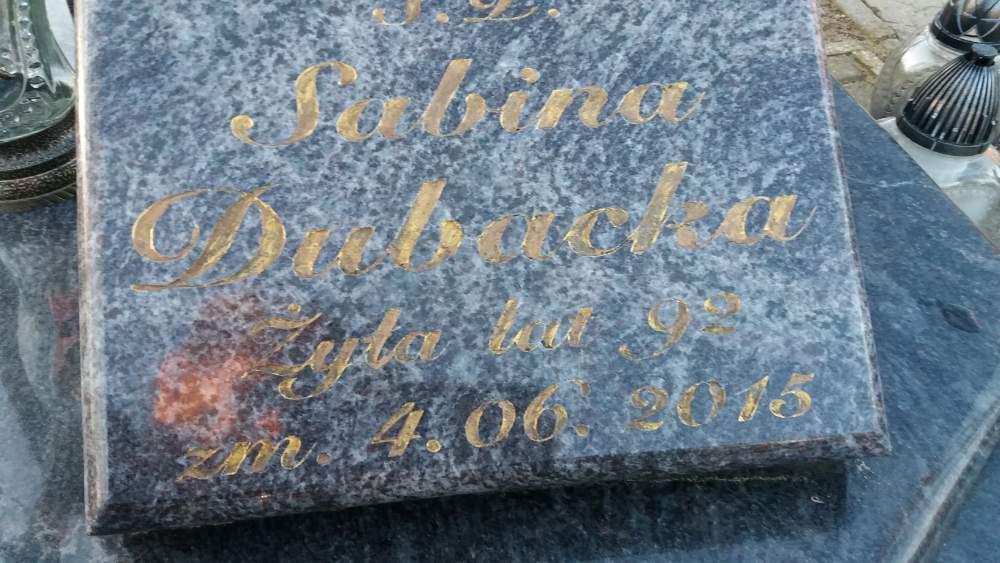 Ś.P.
Sabina
Dubacka
Żyła lat 92
zm. 4.06.2015